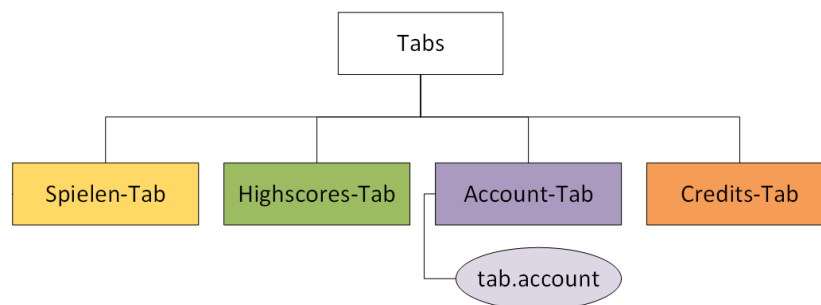 Tabs
Spielen-Tab
Highscores-Tab
Account-Tab
Credits-Tab
tab.account